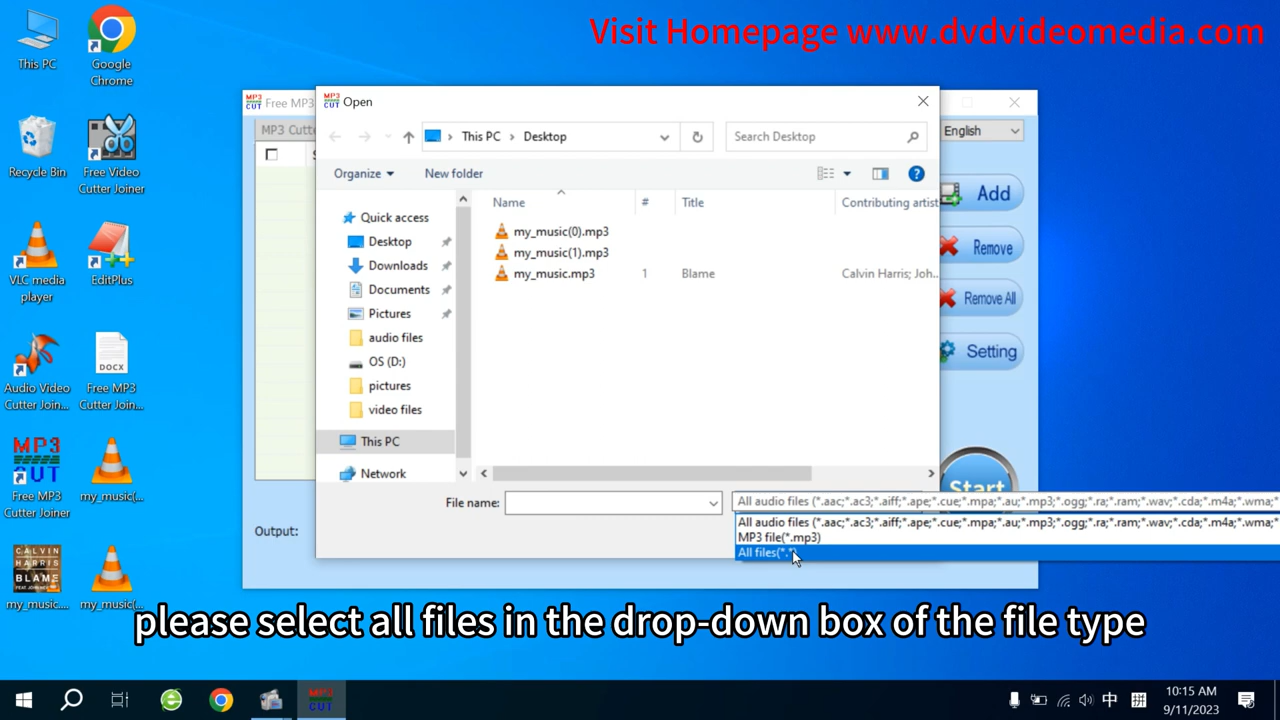 Visit Homepage www.dvdvideomedia.com
This PC
Google
Chrome
Recycle Bin
Free Video
Cutter Joiner
VLC media
player
EditPlus
Audio Video
Cutter Join...
DOCX
Free MP3
Cutter Join...
MP3
CUT
Free MP3
Cutter Joiner
my_music(...
CALVIN
HARRIS
BLAME
my_music....
my_music(...
MP3
CUT
Free MP3
MP3 Cutte
English
Add
Remove
Remove All
Setting
Start
Output:
MP3
CUT
Open
This PC
Desktop
Search Desktop
Organize
New folder
Name
#
Title
Contributing artist
Quick access
Desktop
Downloads
Documents
Pictures
audio files
OS (D:)
pictures
video files
This PC
Network
my_music(0).mp3
my_music(1).mp3
my_music.mp3 1 Blame Calvin Harris; Joh...
File name:
All audio files (*.aac;*.ac3;*.aiff;*.ape;*.cue;*.mpa;*.au;*.mp3;*.ogg;*.ra;*.ram;*.wav;*.cda;*.m4a;*.wma;*
All audio files (*.aac;*.ac3;*.aiff;*.ape;*.cue;*.mpa;*.au;*.mp3;*.ogg;*.ra;*.ram;*.wav;*.cda;*.m4a;*.wma;*
MP3 file(*.mp3)
All files(*.*)
please select all files in the drop-down box of the file type
MP3
CUT
中
10:15 AM
9/11/2023